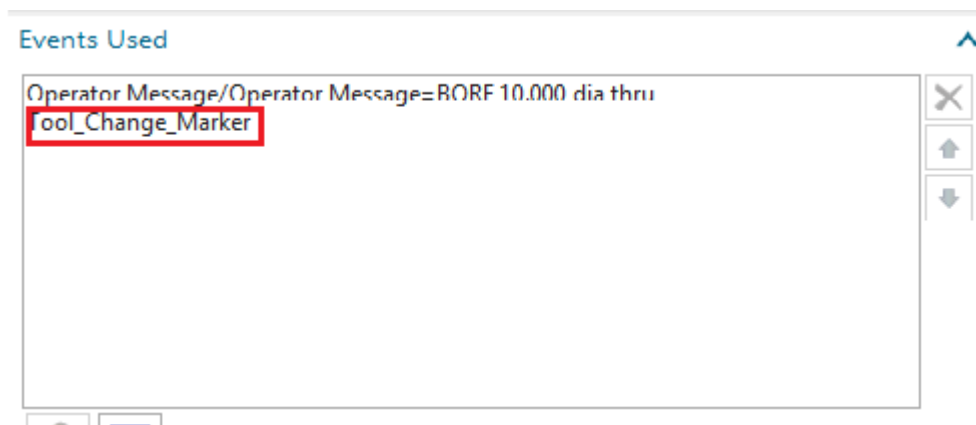 Events Used
Operator Message/Operator Message=BORE 10.000 dia thru
Tool_Change_Marker